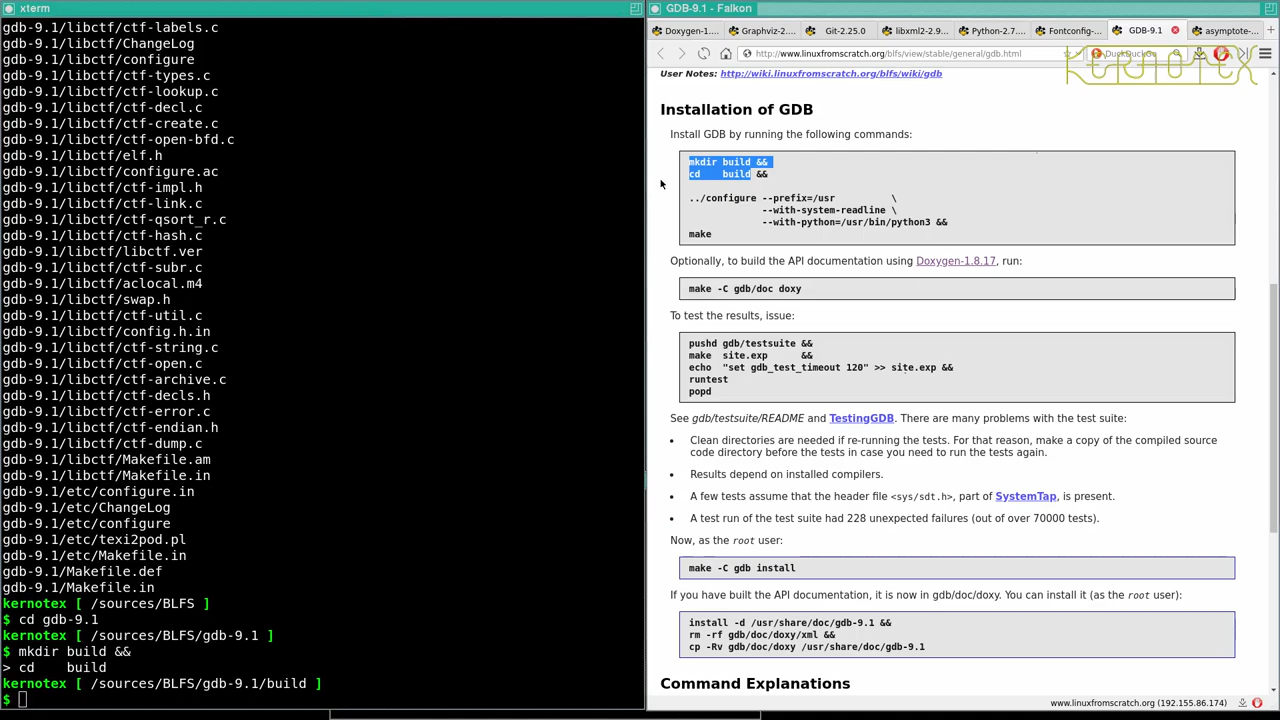 xterm
gdb-9.1/libctf/ctf-labels.c
gdb-9.1/libctf/ChangeLog
gdb-9.1/libctf/configure
gdb-9.1/libctf/ctf-types.c
gdb-9.1/libctf/ctf-lookup.c
gdb-9.1/libctf/ctf-decl.c
gdb-9.1/libctf/ctf-create.c
gdb-9.1/libctf/ctf-open-bfd.c
gdb-9.1/libctf/elf.h
gdb-9.1/libctf/configure.ac
gdb-9.1/libctf/ctf-impl.h
gdb-9.1/libctf/ctf-link.c
gdb-9.1/libctf/ctf-qsort_r.c
gdb-9.1/libctf/ctf-hash.c
gdb-9.1/libctf/libctf.ver
gdb-9.1/libctf/ctf-subr.c
gdb-9.1/libctf/aclocal.m4
gdb-9.1/libctf/swap.h
gdb-9.1/libctf/ctf-util.c
gdb-9.1/libctf/config.h.in
gdb-9.1/libctf/ctf-string.c
gdb-9.1/libctf/ctf-open.c
gdb-9.1/libctf/ctf-archive.c
gdb-9.1/libctf/ctf-decls.h
gdb-9.1/libctf/ctf-error.c
gdb-9.1/libctf/ctf-endian.h
gdb-9.1/libctf/ctf-dump.c
gdb-9.1/libctf/Makefile.am
gdb-9.1/libctf/Makefile.in
gdb-9.1/etc/configure.in
gdb-9.1/etc/ChangeLog
gdb-9.1/etc/configure
gdb-9.1/etc/texi2pod.pl
gdb-9.1/etc/Makefile.in
gdb-9.1/Makefile.def
gdb-9.1/Makefile.in
kernotex [ /sources/BLFS ]
$ cd gdb-9.1
kernotex [ /sources/BLFS/gdb-9.1 ]
$ mkdir build &&
> cd    build
kernotex [ /sources/BLFS/gdb-9.1/build ]
$
GDB-9.1 - Falkon
Doxygen-1.... Graphviz-2.... Git-2.25.0 libxml2-2.9... Python-2.7.... Fontconfig-... GDB-9.1 asymptote-
http://www.linuxfromscratch.org/blfs/view/stable/general/gdb.html DuckDuckGo
KERNOTEX
User Notes: http://wiki.linuxfromscratch.org/blfs/wiki/gdb
Installation of GDB
Install GDB by running the following commands:
mkdir build &&
cd    build &&
../configure --prefix=/usr          \
--with-system-readline \
--with-python=/usr/bin/python3 &&
make
Optionally, to build the API documentation using Doxygen-1.8.17, run:
make -C gdb/doc doxy
To test the results, issue:
pushd gdb/testsuite &&
make  site.exp      &&
echo  "set gdb_test_timeout 120" >> site.exp &&
runtest
popd
See gdb/testsuite/README and TestingGDB. There are many problems with the test suite:
• Clean directories are needed if re-running the tests. For that reason, make a copy of the compiled source
code directory before the tests in case you need to run the tests again.
• Results depend on installed compilers.
• A few tests assume that the header file <sys/sdt.h>, part of SystemTap, is present.
• A test run of the test suite had 228 unexpected failures (out of over 70000 tests).
Now, as the root user:
make -C gdb install
If you have built the API documentation, it is now in gdb/doc/doxy. You can install it (as the root user):
install -d /usr/share/doc/gdb-9.1 &&
rm -rf gdb/doc/doxy/xml &&
cp -Rv gdb/doc/doxy /usr/share/doc/gdb-9.1
Command Explanations
www.linuxfromscratch.org (192.155.86.174)